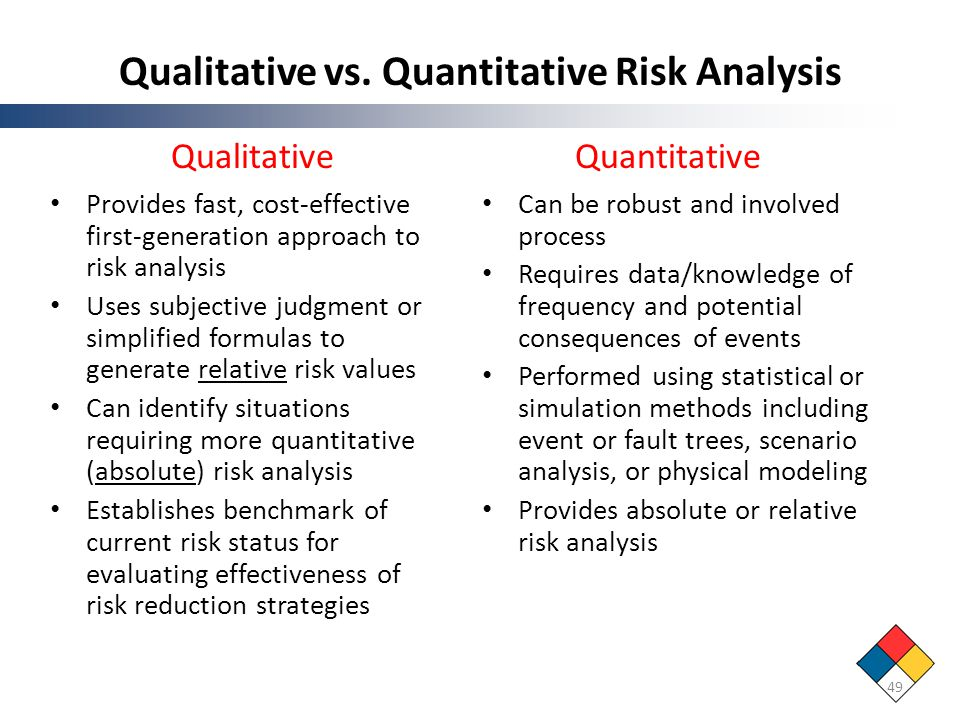 Qualitative vs. Quantitative Risk Analysis
Qualitative
• Provides fast, cost-effective
first-generation approach to
risk analysis
• Uses subjective judgment or
simplified formulas to
generate relative risk values
• Can identify situations
requiring more quantitative
(absolute) risk analysis
• Establishes benchmark of
current risk status for
evaluating effectiveness of
risk reduction strategies
Quantitative
• Can be robust and involved
process
• Requires data/knowledge of
frequency and potential
consequences of events
• Performed using statistical or
simulation methods including
event or fault trees, scenario
analysis, or physical modeling
• Provides absolute or relative
risk analysis
49